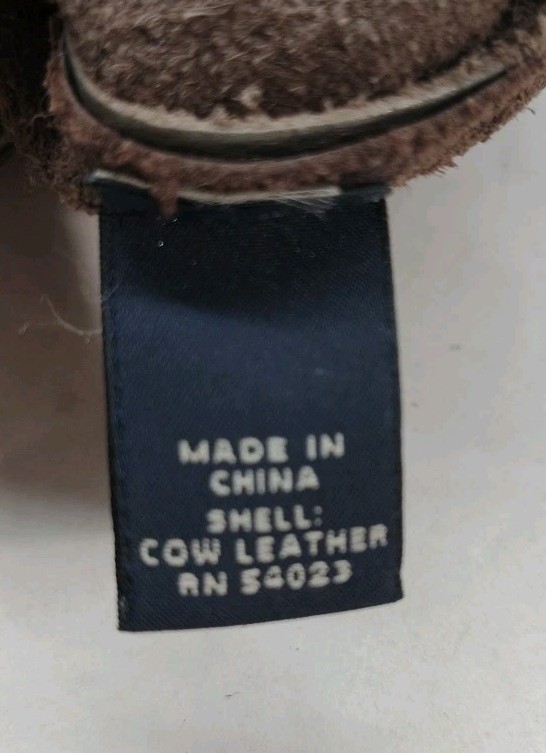 MADE IN
CHINA
SHELL:
COW LEATHER
RN 54023